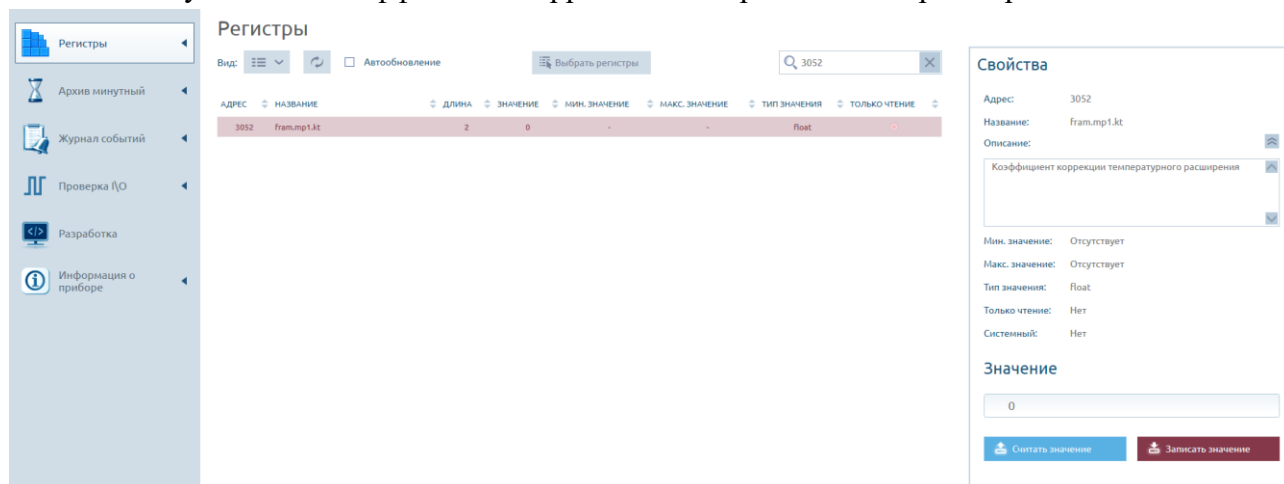 Регистры
Архив минутный
Журнал событий
Проверка I\O
Разработка
Информация о
приборе
Регистры
Вид:
Автообновление
Выбрать регистры
3052
АДРЕС НАЗВАНИЕ ДЛИНА ЗНАЧЕНИЕ МИН. ЗНАЧЕНИЕ МАКС. ЗНАЧЕНИЕ ТИП ЗНАЧЕНИЯ ТОЛЬКО ЧТЕНИЕ
3052 fram.mp1.kt 2 0 - - float
Свойства
Адрес: 3052
Название: fram.mp1.kt
Описание:
Коэффициент коррекции температурного расширения
Мин. значение: Отсутствует
Макс. значение: Отсутствует
Тип значения: float
Только чтение: Нет
Системный: Нет
Значение
0
Считать значение
Записать значение